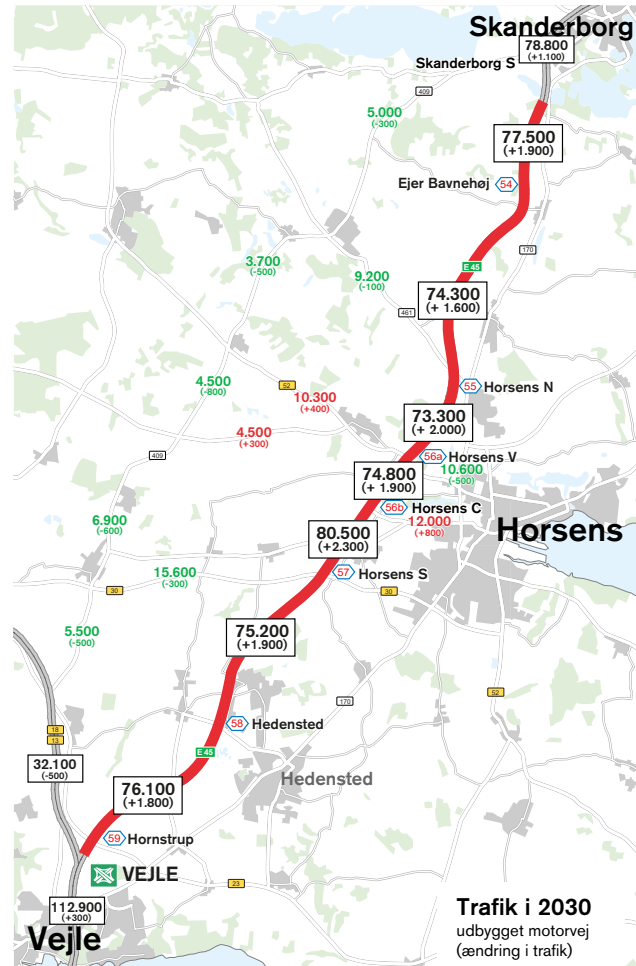 Skanderborg
78.800
(+1.100)
Skanderborg S
409
5.000
(-300)
77.500
(+1.900)
Ejer Bavnehøj
54
170
3.700
(-500)
E 45
9.200
(-100)
74.300
(+ 1.600)
461
4.500
(-800)
52
10.300
(+400)
55
Horsens N
73.300
(+ 2.000)
4.500
(+300)
409
56a
Horsens V
10.600
(-500)
74.800
(+ 1.900)
56b
Horsens C
12.000
(+800)
Horsens
6.900
(-600)
80.500
(+2.300)
15.600
(-300)
57
Horsens S
30
30
5.500
(-500)
75.200
(+1.900)
52
170
18
13
58
Hedensted
E 45
32.100
(-500)
Hedensted
76.100
(+1.800)
59
Hornstrup
VEJLE
23
112.900
(+300)
Vejle
Trafik i 2030
udbygget motorvej
(ændring i trafik)